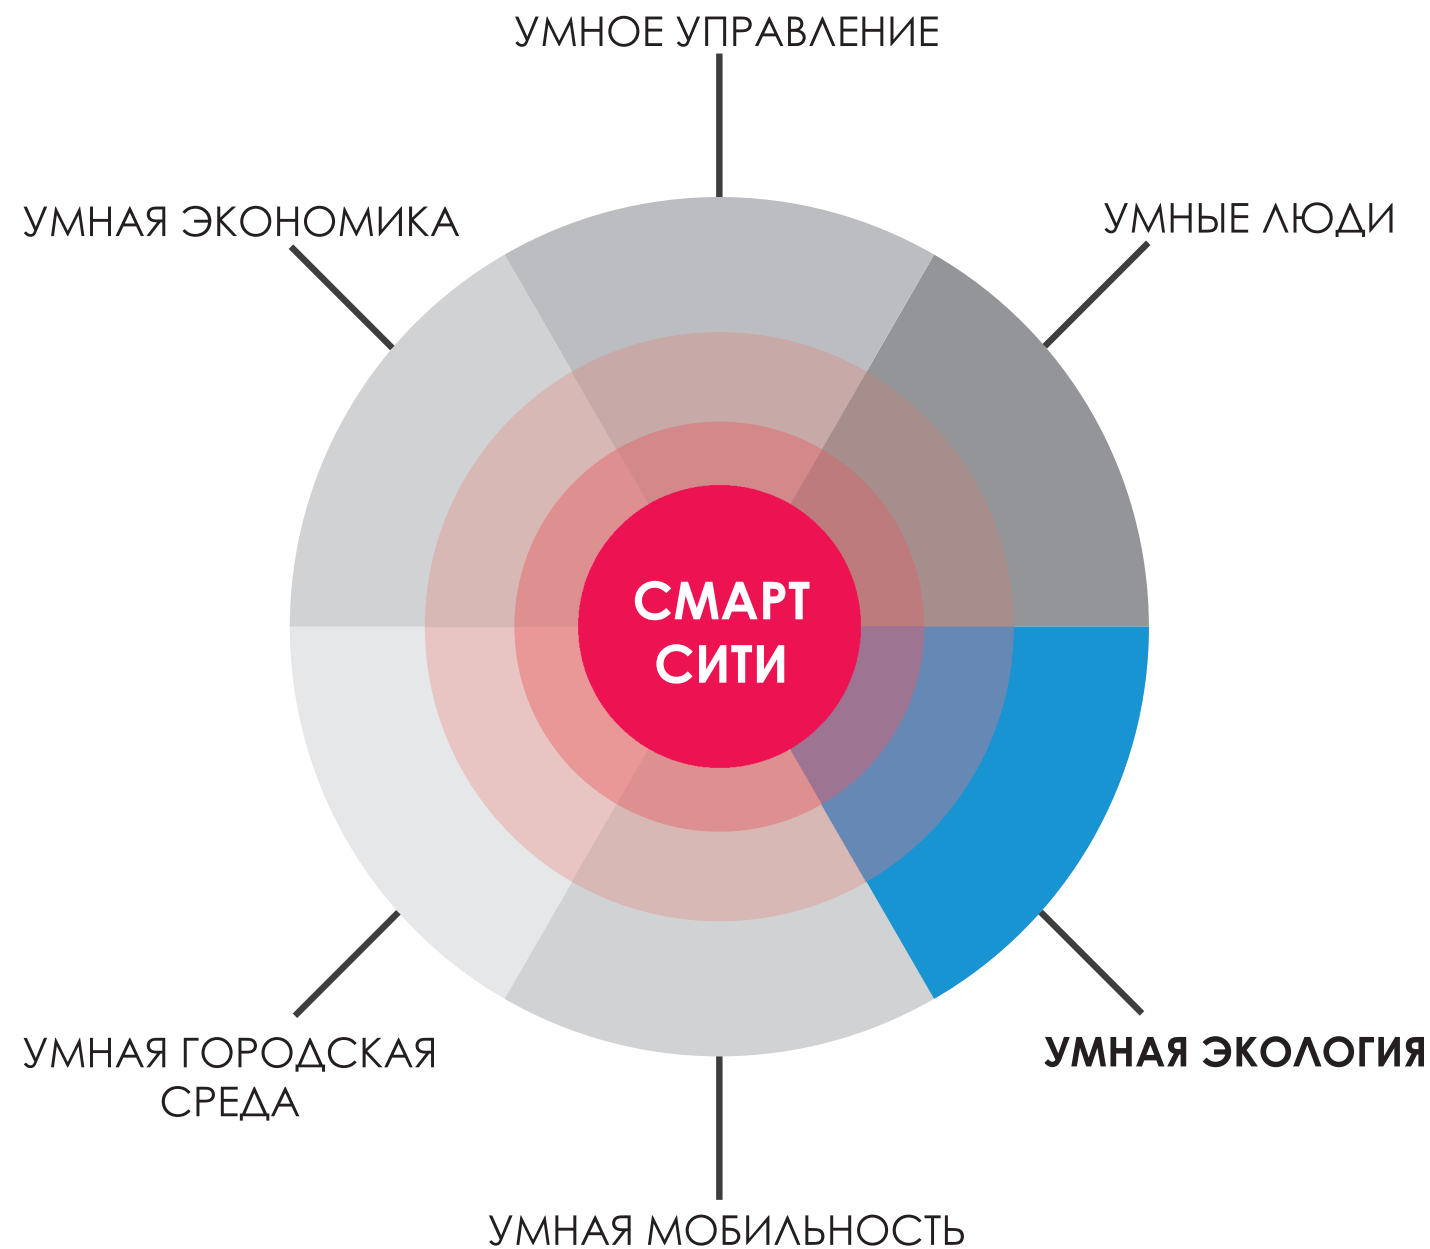 УМНОЕ УПРАВЛЕНИЕ
УМНАЯ ЭКОНОМИКА
УМНЫЕ ЛЮДИ
СМАРТ
СИТИ
УМНАЯ ГОРОДСКАЯ
СРЕДА
УМНАЯ ЭКОЛОГИЯ
УМНАЯ МОБИЛЬНОСТЬ